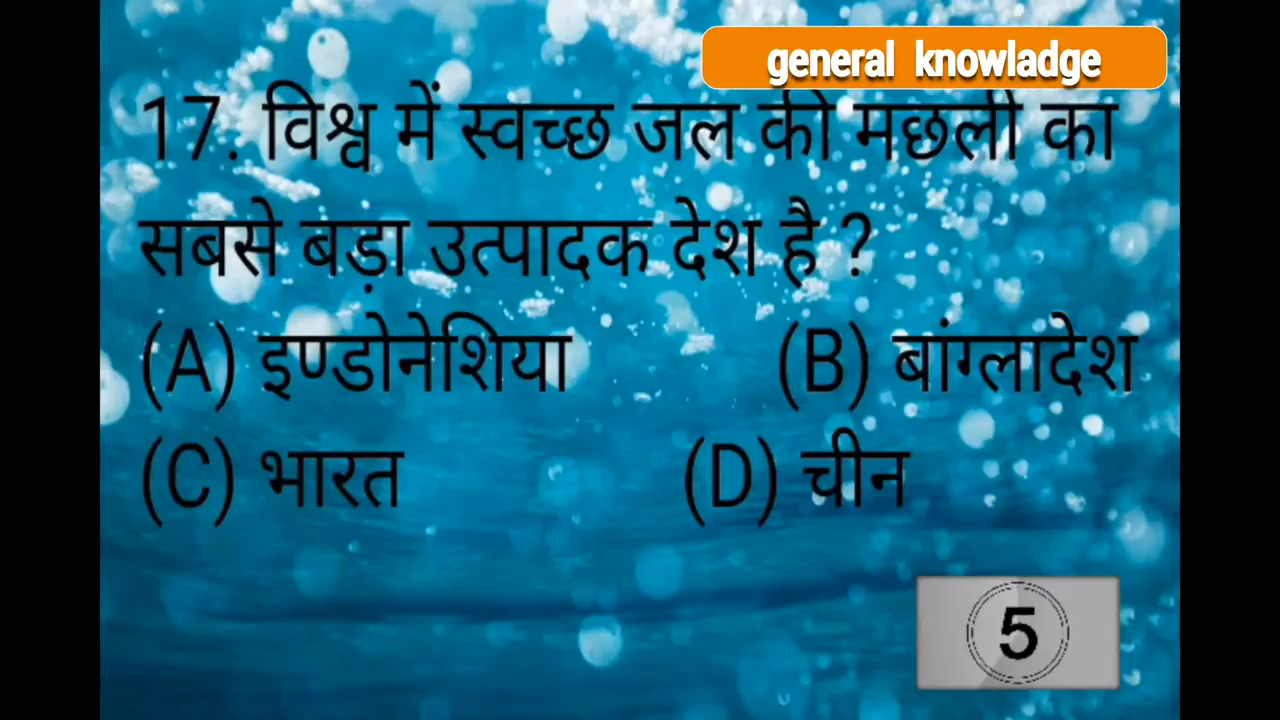 general knowladge
17. विश्व में स्वच्छ जल की मछली का
सबसे बड़ा उत्पादक देश है ?
(A) इण्डोनेशिया (B) बांग्लादेश
(C) भारत (D) चीन
5